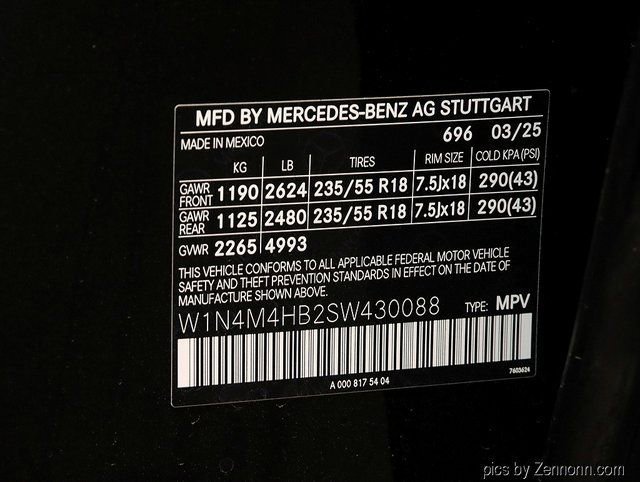 MFD BY MERCEDES-BENZ AG STUTTGART
MADE IN MEXICO 696 03/25
KG LB TIRES RIM SIZE COLD KPA(PSI)
GAWR FRONT 1190 2624 235/55 R18 7.5Jx18 290(43)
GAWR REAR 1125 2480 235/55 R18 7.5Jx18 290(43)
GVWR 2265 4993
THIS VEHICLE CONFORMS TO ALL APPLICABLE FEDERAL MOTOR VEHICLE
SAFETY AND THEFT PREVENTION STANDARDS IN EFFECT ON THE DATE OF
MANUFACTURE SHOWN ABOVE.
W1N4M4HB2SW430088 TYPE: MPV
A 000 817 54 04 7603624
pics by Zennonn.com